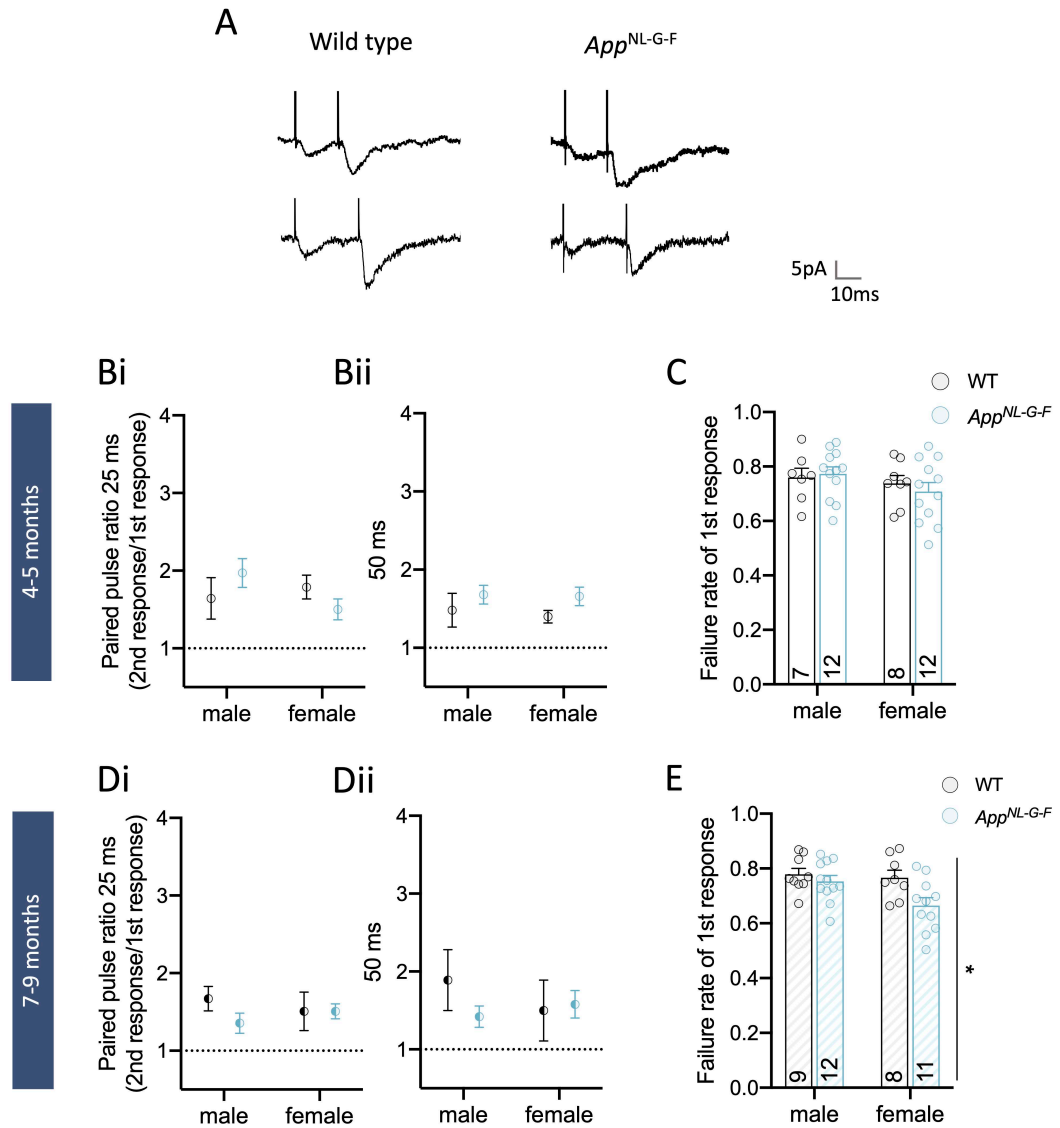 A
Wild type
App^NL-G-F
5pA
10ms
4-5 months
Bi
Paired pulse ratio 25 ms
(2nd response/1st response)
4
3
2
1
male
female
Bii
50 ms
4
3
2
1
male
female
C
WT
App^NL-G-F
Failure rate of 1st response
1.0
0.8
0.6
0.4
0.2
0.0
7
12
8
12
male
female
7-9 months
Di
Paired pulse ratio 25 ms
(2nd response/1st response)
4
3
2
1
male
female
Dii
50 ms
4
3
2
1
male
female
E
WT
App^NL-G-F
Failure rate of 1st response
1.0
0.8
0.6
0.4
0.2
0.0
9
12
8
11
*
male
female